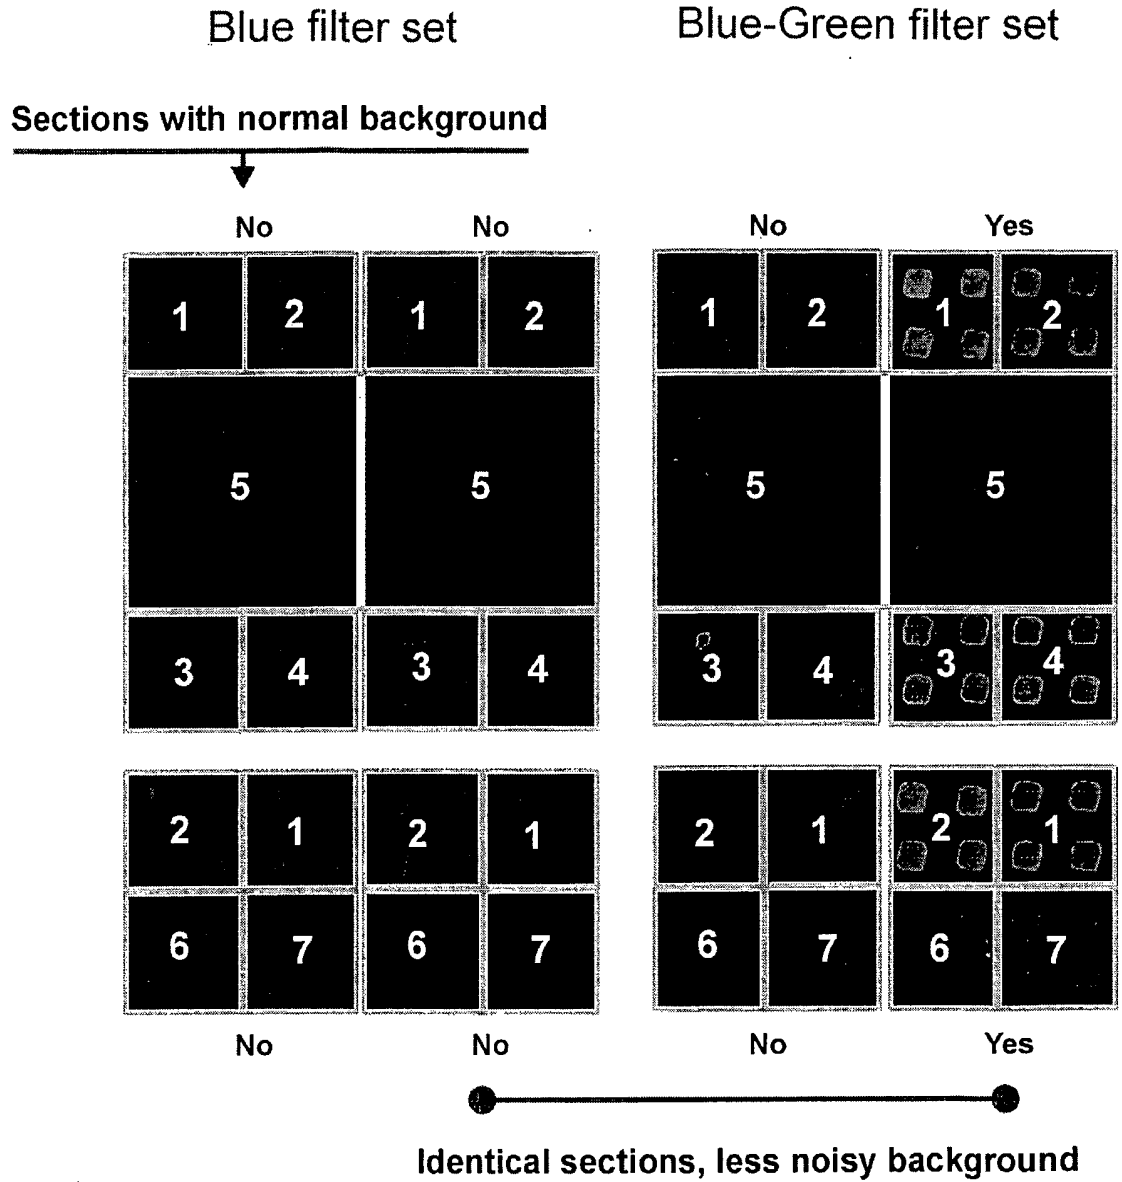 Blue filter set Blue-Green filter set
Sections with normal background
No No No Yes
1 2 1 2 1 2 1 2
5 5 5 5
3 4 3 4 3 4 3 4
2 1 2 1 2 1 2 1
6 7 6 7 6 7 6 7
No No No Yes
Identical sections, less noisy background